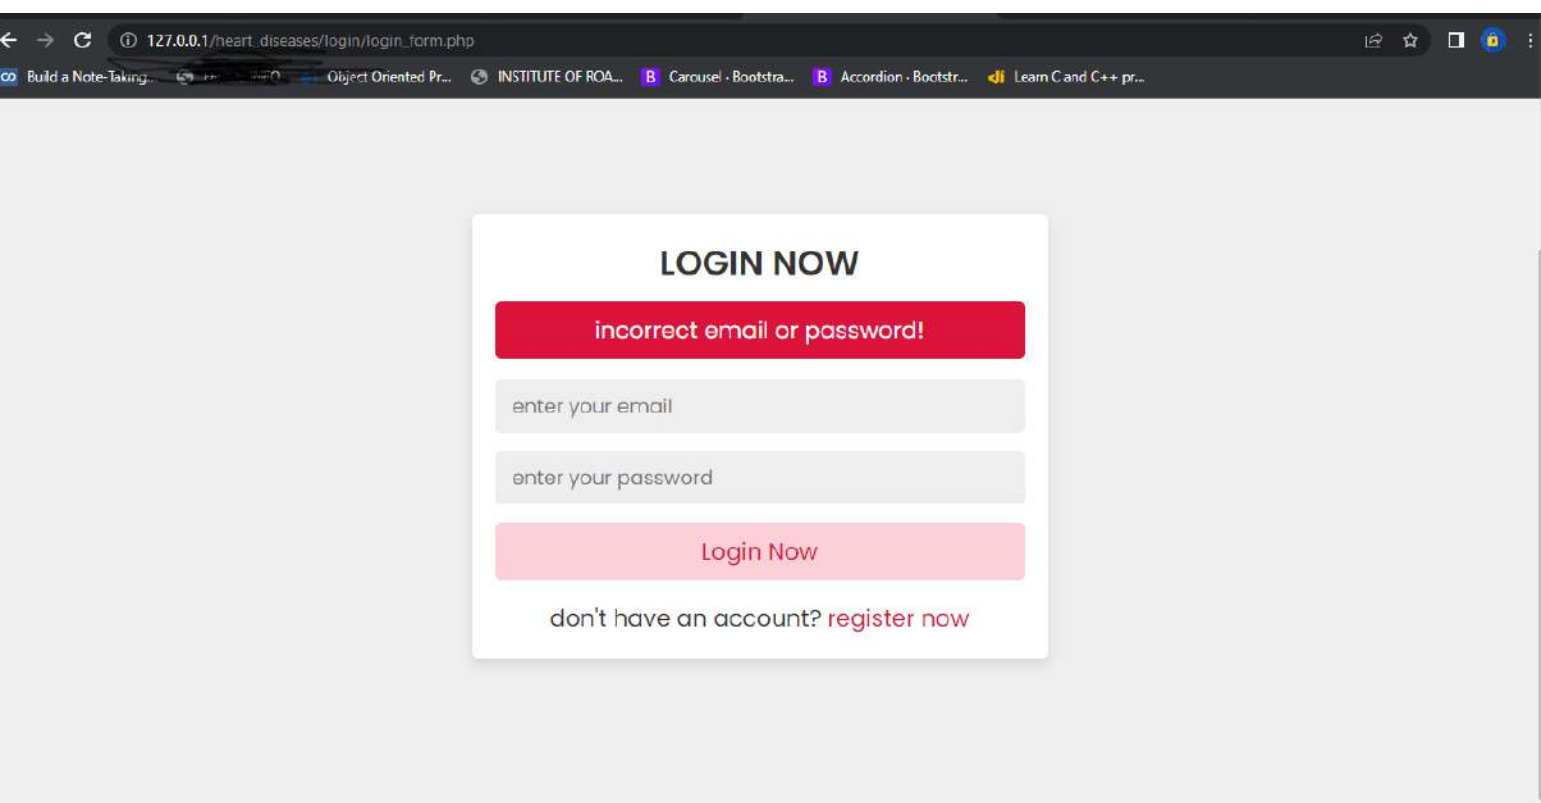 127.0.0.1/heart_diseases/login/login_form.php
Build a Note-Taking... Object Oriented Pr... INSTITUTE OF ROA... B Carousel · Bootstra... B Accordion · Bootstr... Learn C and C++ pr...
LOGIN NOW
incorrect email or password!
enter your email
enter your password
Login Now
don't have an account? register now